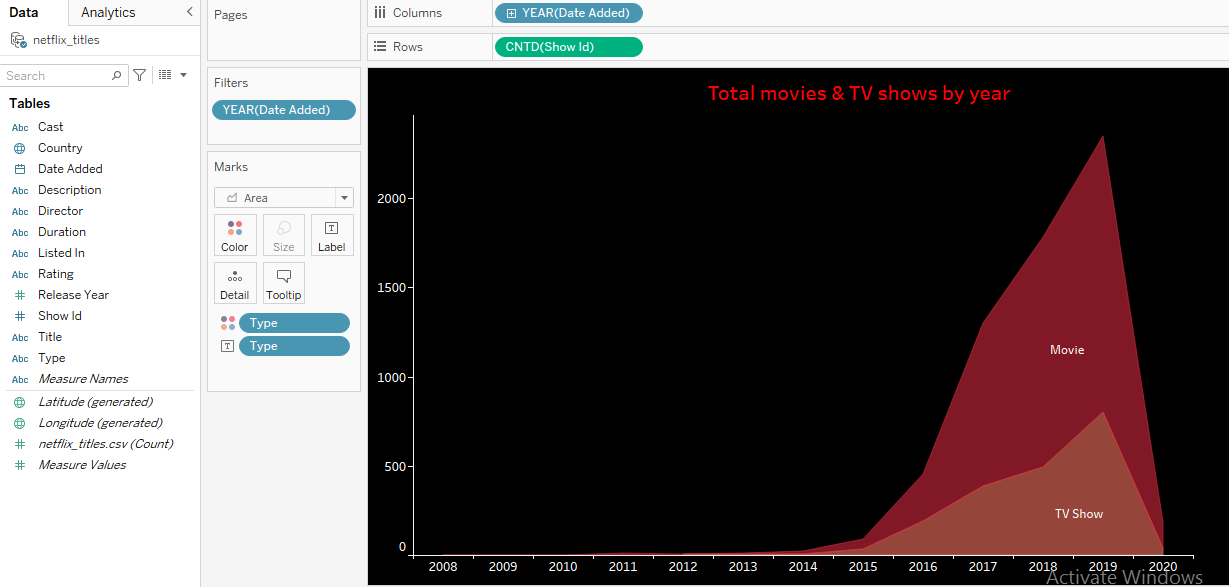 Data
Analytics
netflix_titles
Search
Tables
Abc Cast
Country
Date Added
Abc Description
Abc Director
Abc Duration
Abc Listed In
Abc Rating
# Release Year
# Show Id
Abc Title
Abc Type
Abc Measure Names
Latitude (generated)
Longitude (generated)
# netflix_titles.csv (Count)
# Measure Values
Pages
Filters
YEAR(Date Added)
Marks
Area
Color Size Label
Detail Tooltip
Type
Type
Columns YEAR(Date Added)
Rows CNTD(Show Id)
Total movies & TV shows by year
2000
1500
1000
500
0
Movie
TV Show
2008 2009 2010 2011 2012 2013 2014 2015 2016 2017 2018 2019 2020
Activate Windows